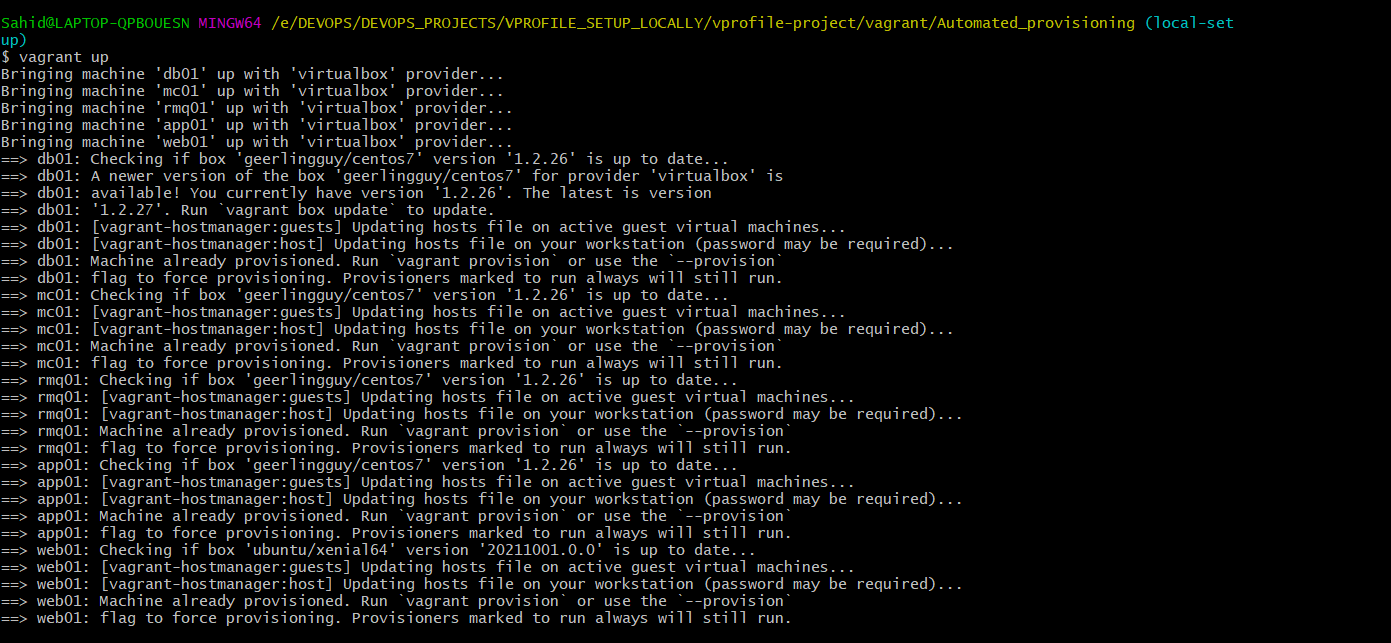 Sahid@LAPTOP-QPBOUESN MINGW64 /e/DEVOPS/DEVOPS_PROJECTS/VPROFILE_SETUP_LOCALLY/vprofile-project/vagrant/Automated_provisioning (local-set
up)
$ vagrant up
Bringing machine 'db01' up with 'virtualbox' provider...
Bringing machine 'mc01' up with 'virtualbox' provider...
Bringing machine 'rmq01' up with 'virtualbox' provider...
Bringing machine 'app01' up with 'virtualbox' provider...
Bringing machine 'web01' up with 'virtualbox' provider...
==> db01: Checking if box 'geerlingguy/centos7' version '1.2.26' is up to date...
==> db01: A newer version of the box 'geerlingguy/centos7' for provider 'virtualbox' is
==> db01: available! You currently have version '1.2.26'. The latest is version
==> db01: '1.2.27'. Run `vagrant box update` to update.
==> db01: [vagrant-hostmanager:guests] Updating hosts file on active guest virtual machines...
==> db01: [vagrant-hostmanager:host] Updating hosts file on your workstation (password may be required)...
==> db01: Machine already provisioned. Run `vagrant provision` or use the `--provision`
==> db01: flag to force provisioning. Provisioners marked to run always will still run.
==> mc01: Checking if box 'geerlingguy/centos7' version '1.2.26' is up to date...
==> mc01: [vagrant-hostmanager:guests] Updating hosts file on active guest virtual machines...
==> mc01: [vagrant-hostmanager:host] Updating hosts file on your workstation (password may be required)...
==> mc01: Machine already provisioned. Run `vagrant provision` or use the `--provision`
==> mc01: flag to force provisioning. Provisioners marked to run always will still run.
==> rmq01: Checking if box 'geerlingguy/centos7' version '1.2.26' is up to date...
==> rmq01: [vagrant-hostmanager:guests] Updating hosts file on active guest virtual machines...
==> rmq01: [vagrant-hostmanager:host] Updating hosts file on your workstation (password may be required)...
==> rmq01: Machine already provisioned. Run `vagrant provision` or use the `--provision`
==> rmq01: flag to force provisioning. Provisioners marked to run always will still run.
==> app01: Checking if box 'geerlingguy/centos7' version '1.2.26' is up to date...
==> app01: [vagrant-hostmanager:guests] Updating hosts file on active guest virtual machines...
==> app01: [vagrant-hostmanager:host] Updating hosts file on your workstation (password may be required)...
==> app01: Machine already provisioned. Run `vagrant provision` or use the `--provision`
==> app01: flag to force provisioning. Provisioners marked to run always will still run.
==> web01: Checking if box 'ubuntu/xenial64' version '20211001.0.0' is up to date...
==> web01: [vagrant-hostmanager:guests] Updating hosts file on active guest virtual machines...
==> web01: [vagrant-hostmanager:host] Updating hosts file on your workstation (password may be required)...
==> web01: Machine already provisioned. Run `vagrant provision` or use the `--provision`
==> web01: flag to force provisioning. Provisioners marked to run always will still run.